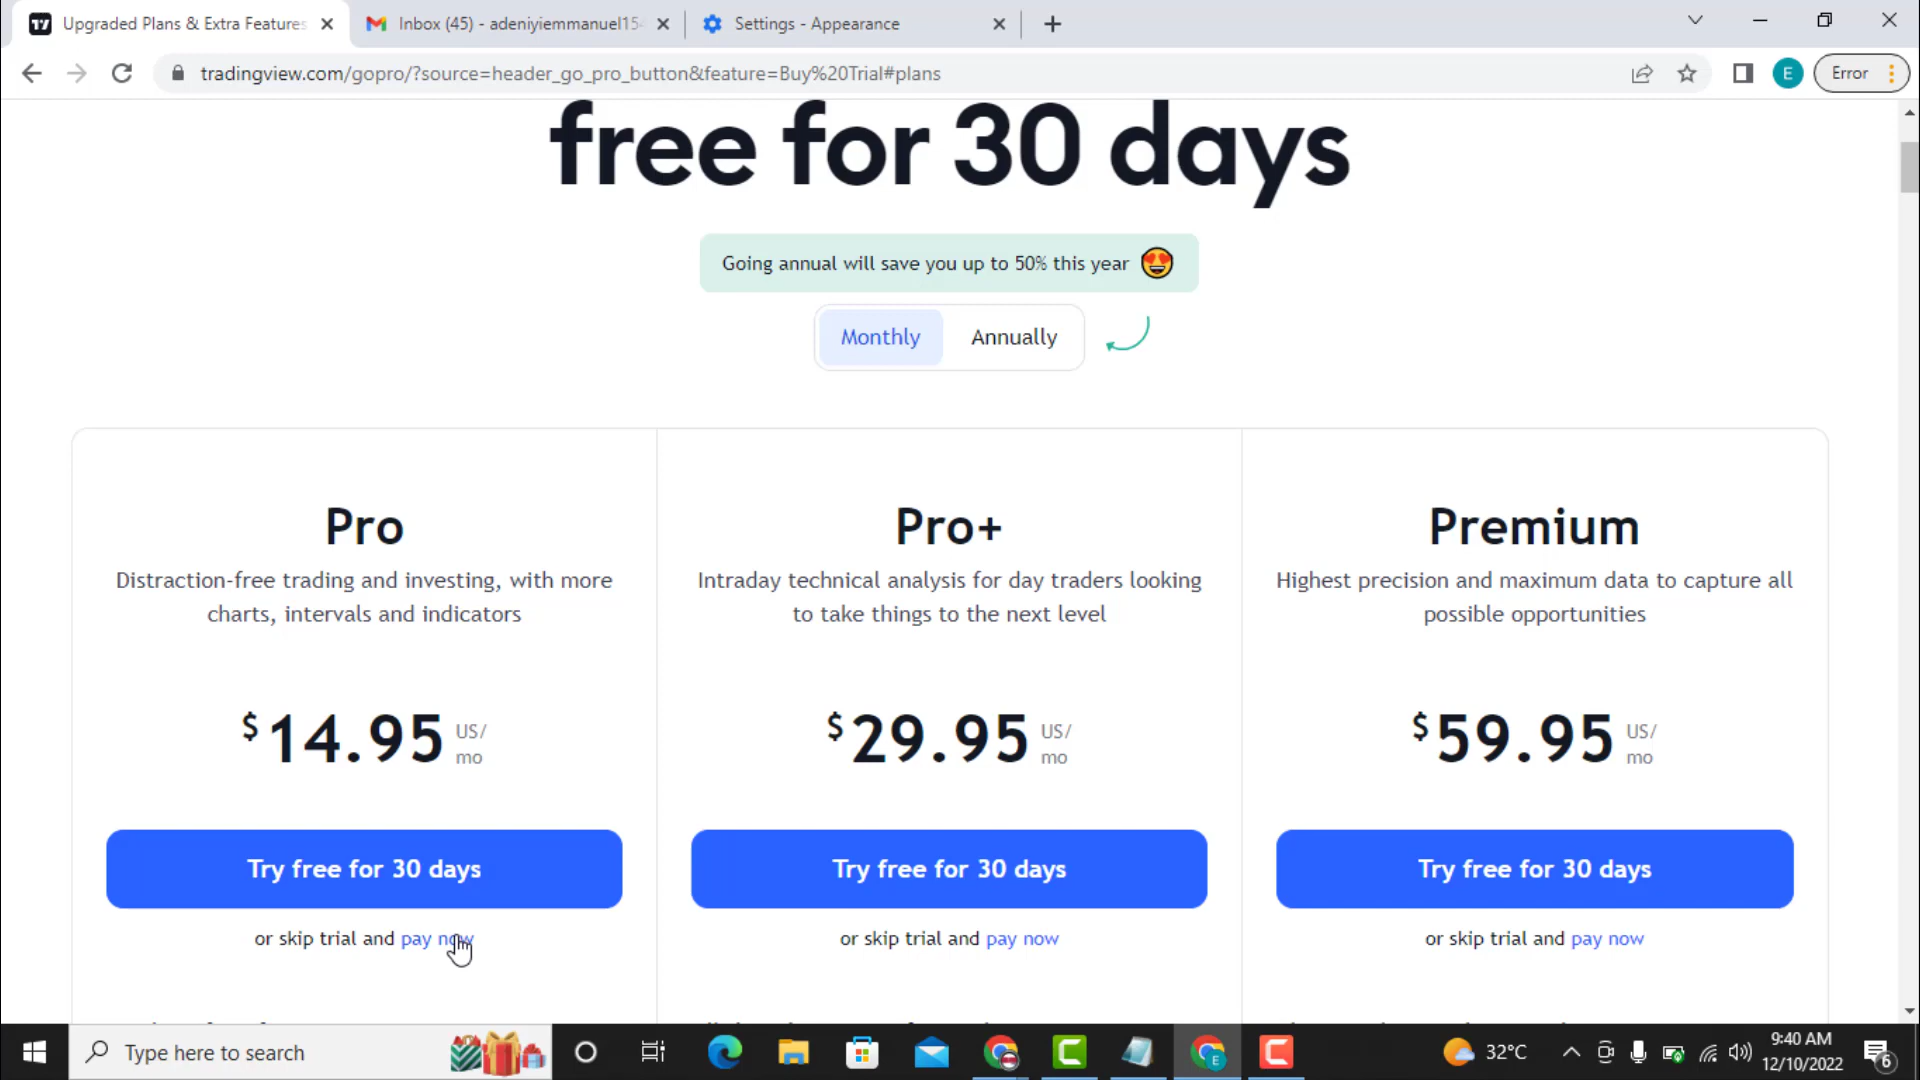 Upgraded Plans & Extra Features
Inbox (45) - adeniyiemmanuel154
Settings - Appearance
tradingview.com/gopro/?source=header_go_pro_button&feature=Buy%20Trial#plans
E
Error
free for 30 days
Going annual will save you up to 50% this year
Monthly
Annually
Pro
Distraction-free trading and investing, with more
charts, intervals and indicators
$14.95 US/
mo
Try free for 30 days
or skip trial and pay now
Pro+
Intraday technical analysis for day traders looking
to take things to the next level
$29.95 US/
mo
Try free for 30 days
or skip trial and pay now
Premium
Highest precision and maximum data to capture all
possible opportunities
$59.95 US/
mo
Try free for 30 days
or skip trial and pay now
Type here to search
32°C
9:40 AM
12/10/2022
6